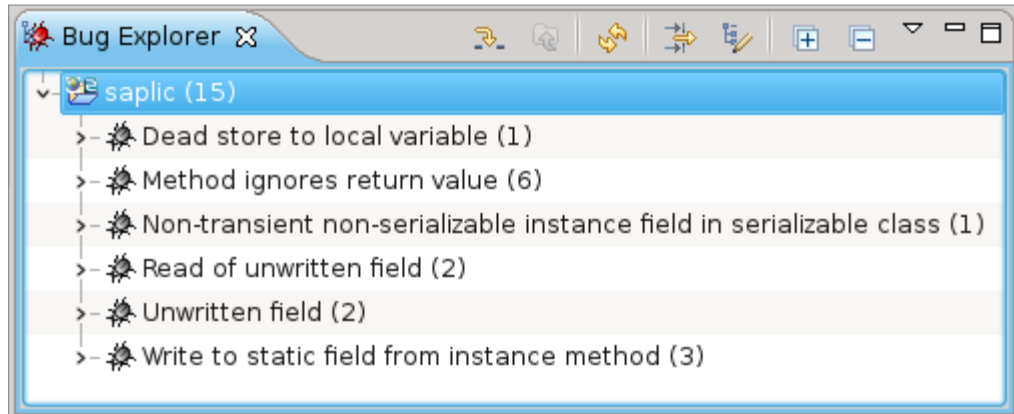 Bug Explorer
saplic (15)
Dead store to local variable (1)
Method ignores return value (6)
Non-transient non-serializable instance field in serializable class (1)
Read of unwritten field (2)
Unwritten field (2)
Write to static field from instance method (3)